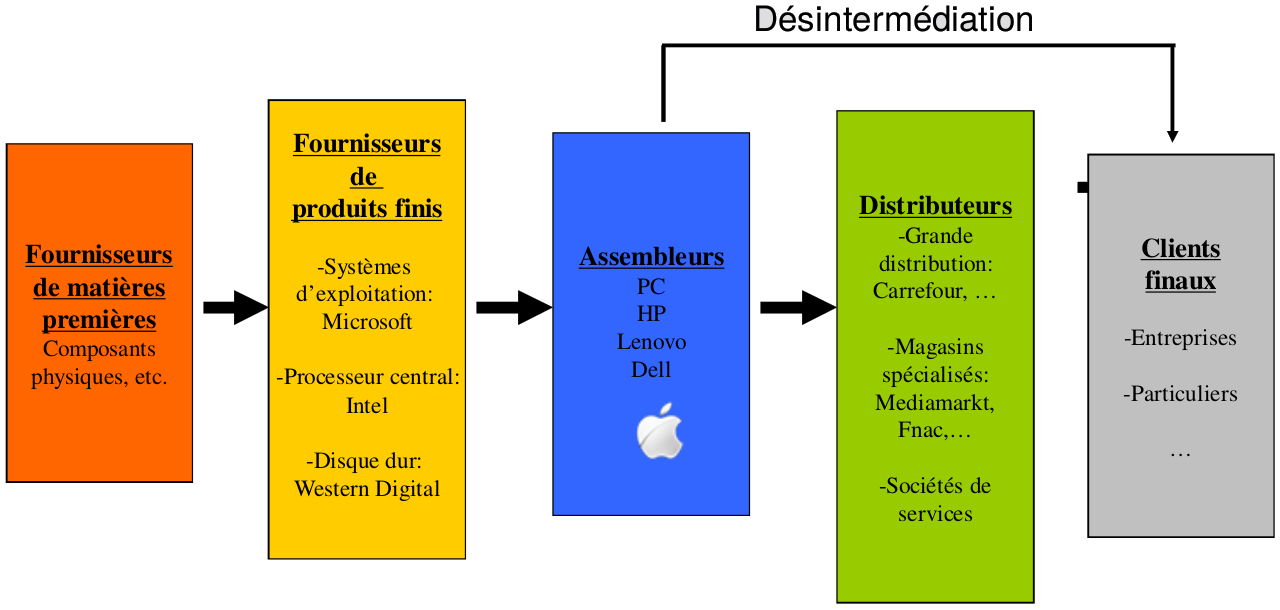 Désintermédiation
Fournisseurs
de matières
premières
Composants
physiques, etc.
Fournisseurs
de
produits finis
-Systèmes
d’exploitation:
Microsoft
-Processeur central:
Intel
-Disque dur:
Western Digital
Assembleurs
PC
HP
Lenovo
Dell
Distributeurs
-Grande
distribution:
Carrefour, …
-Magasins
spécialisés:
Mediamarkt,
Fnac,…
-Sociétés de
services
Clients
finaux
-Entreprises
-Particuliers
…